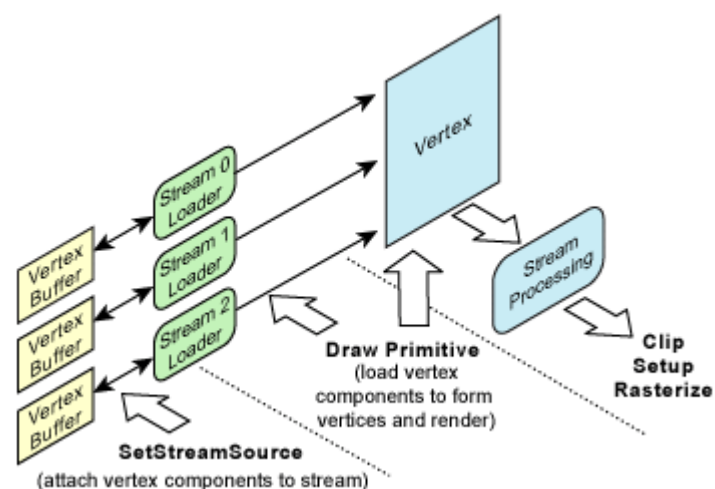 Vertex
Stream 0
Loader
Stream 1
Loader
Stream 2
Loader
Vertex
Buffer
Vertex
Buffer
Vertex
Buffer
Stream
Processing
Clip
Setup
Rasterize
Draw Primitive
(load vertex
components to form
vertices and render)
SetStreamSource
(attach vertex components to stream)